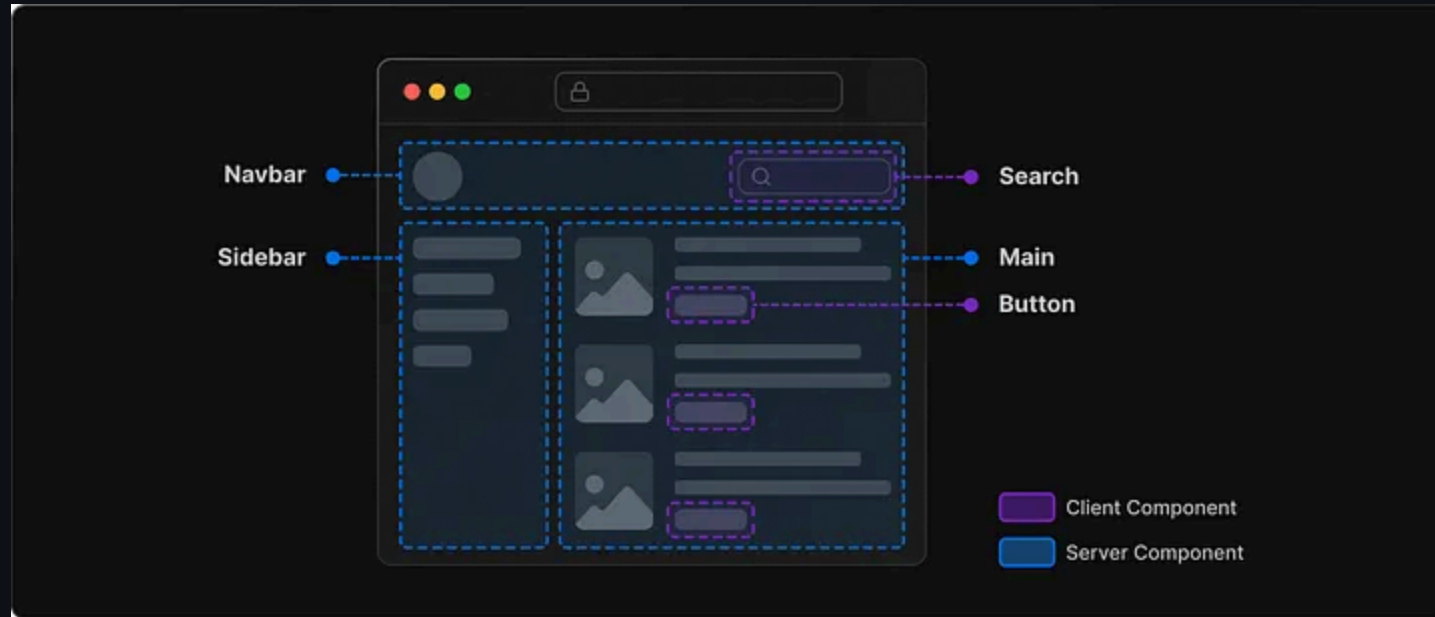 Navbar
Search
Sidebar
Main
Button
Client Component
Server Component